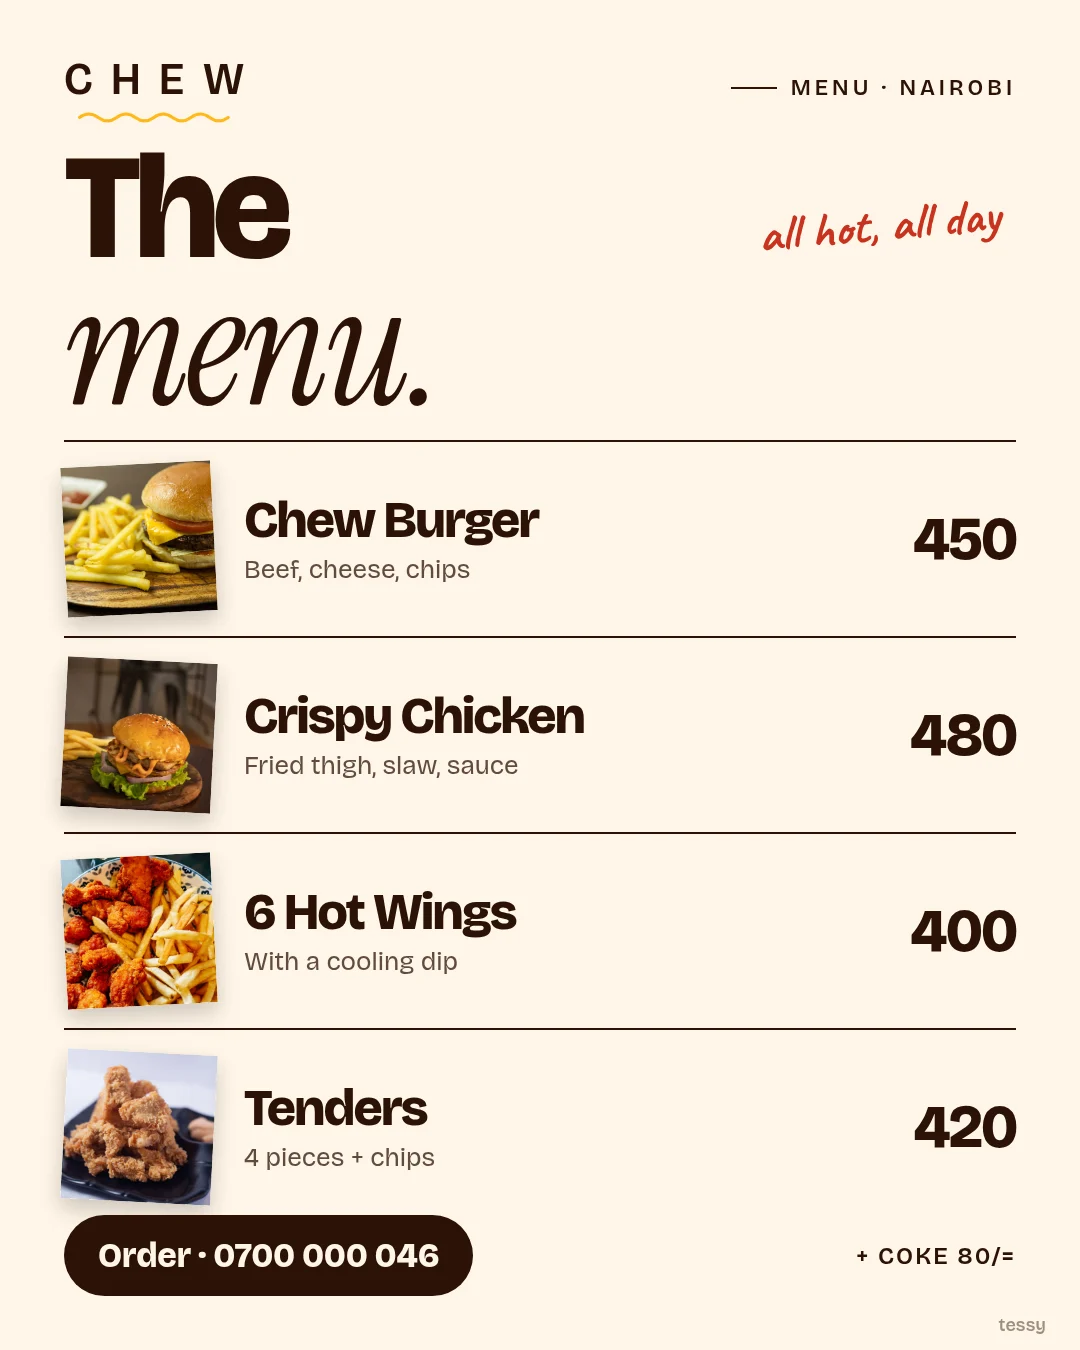 CHEW
MENU · NAIROBI
The
all hot, all day
menu.
Chew Burger
450
Beef, cheese, chips
Crispy Chicken
480
Fried thigh, slaw, sauce
6 Hot Wings
400
With a cooling dip
Tenders
420
4 pieces + chips
Order · 0700 000 046
+ COKE 80/=
tessy